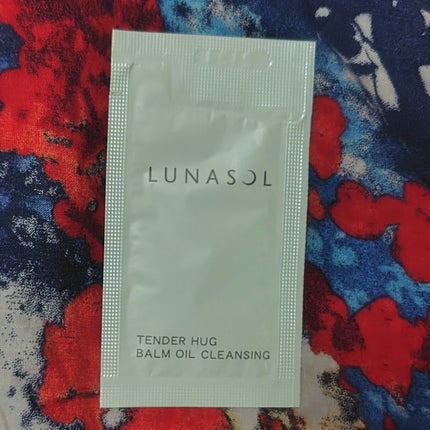 LUNASOL
TENDER HUG
BALM OIL CLEANSING